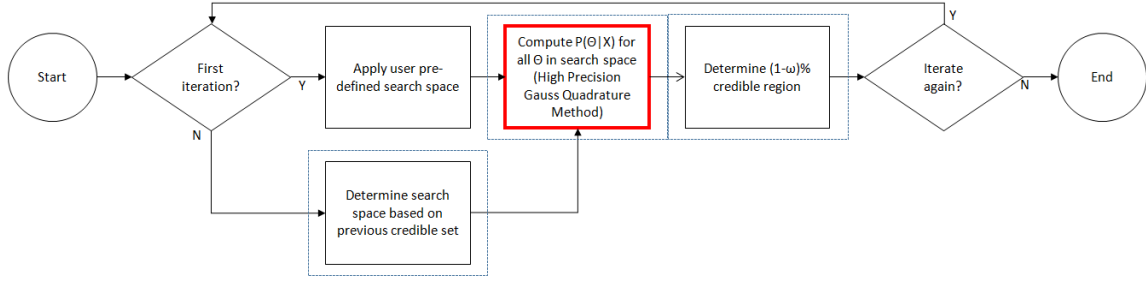 Y
Start
First
iteration?
Y
N
Apply user pre-
defined search space
Compute P(Θ|X) for
all Θ in search space
(High Precision
Gauss Quadrature
Method)
Determine (1-ω)%
credible region
Iterate
again?
N
End
Determine search
space based on
previous credible set